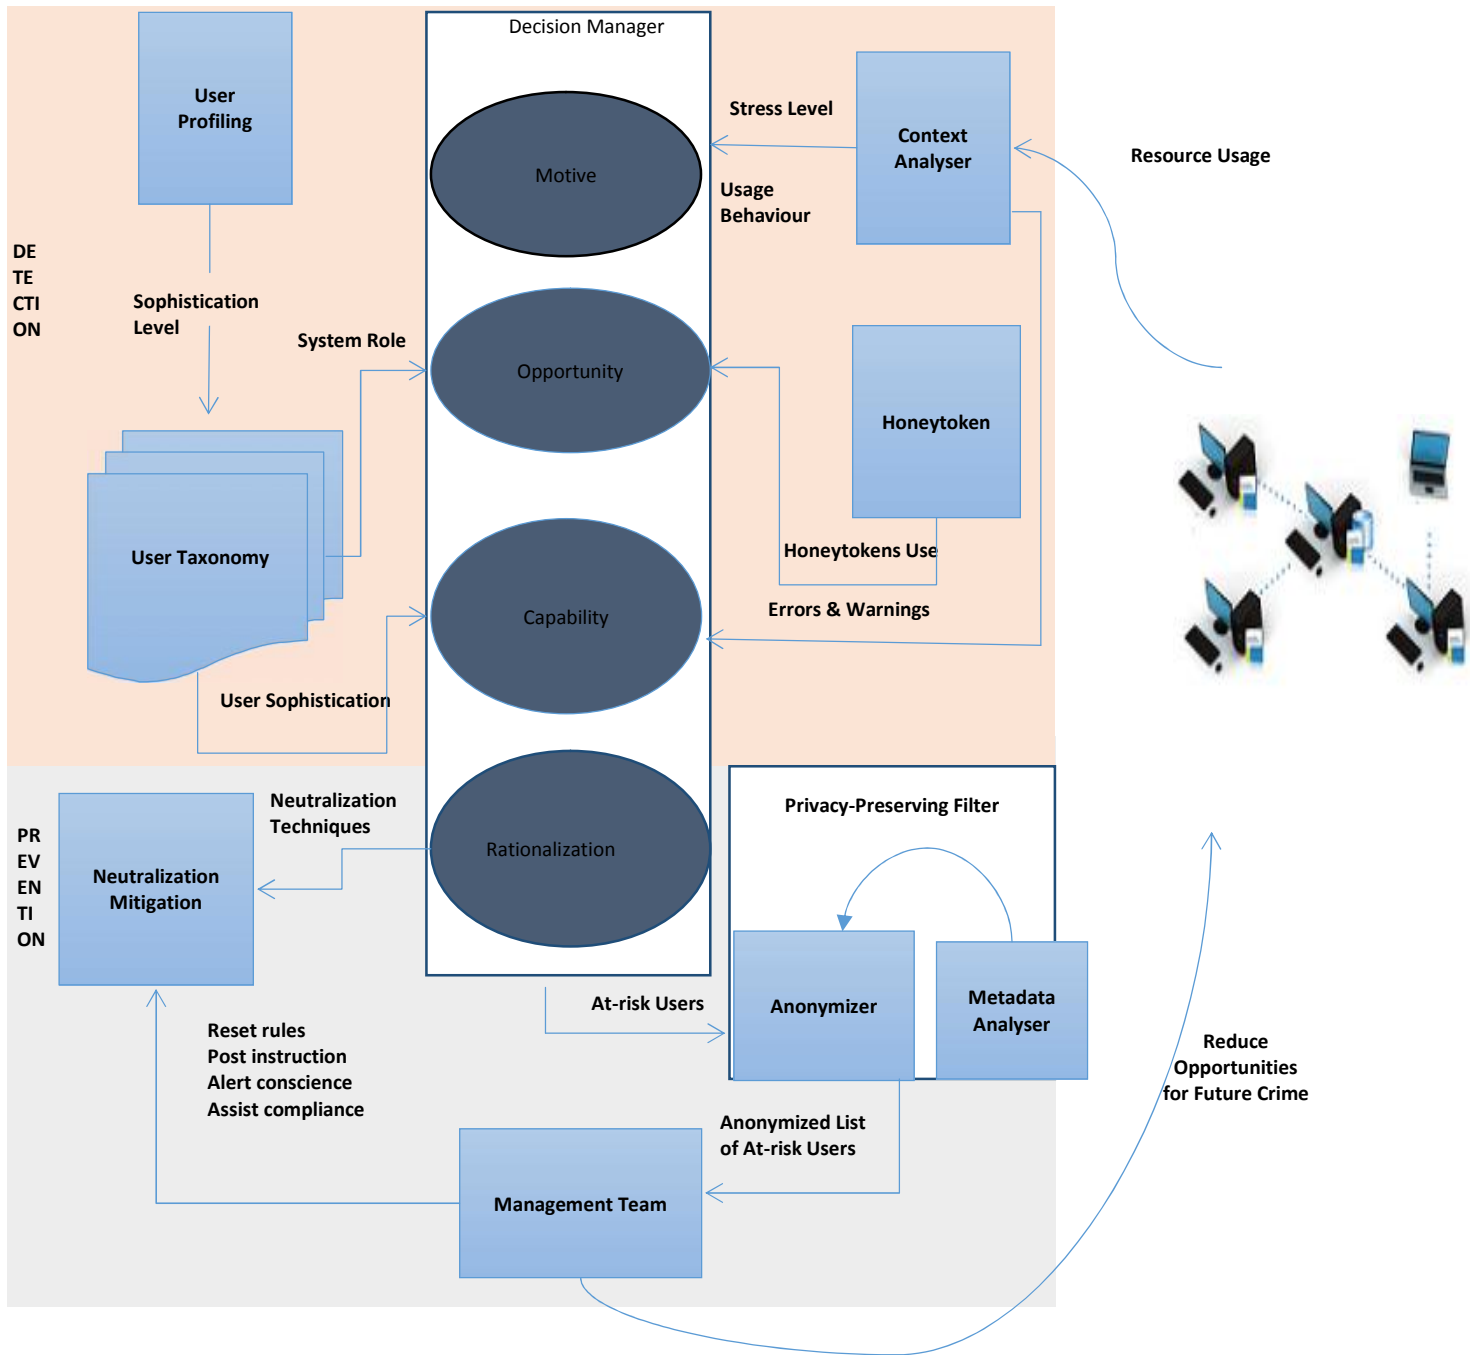 Decision Manager
User
Profiling
Motive
Stress Level
Context
Analyser
Resource Usage
Usage
Behaviour
DE
TE
CTI
ON
Sophistication
Level
System Role
Opportunity
Honeytoken
User Taxonomy
Honeytokens Use
Capability
Errors & Warnings
User Sophistication
Neutralization
Techniques
Privacy-Preserving Filter
PR
EV
EN
TI
ON
Neutralization
Mitigation
Rationalization
At-risk Users
Anonymizer
Metadata
Analyser
Reset rules
Post instruction
Alert conscience
Assist compliance
Reduce
Opportunities
for Future Crime
Anonymized List
of At-risk Users
Management Team